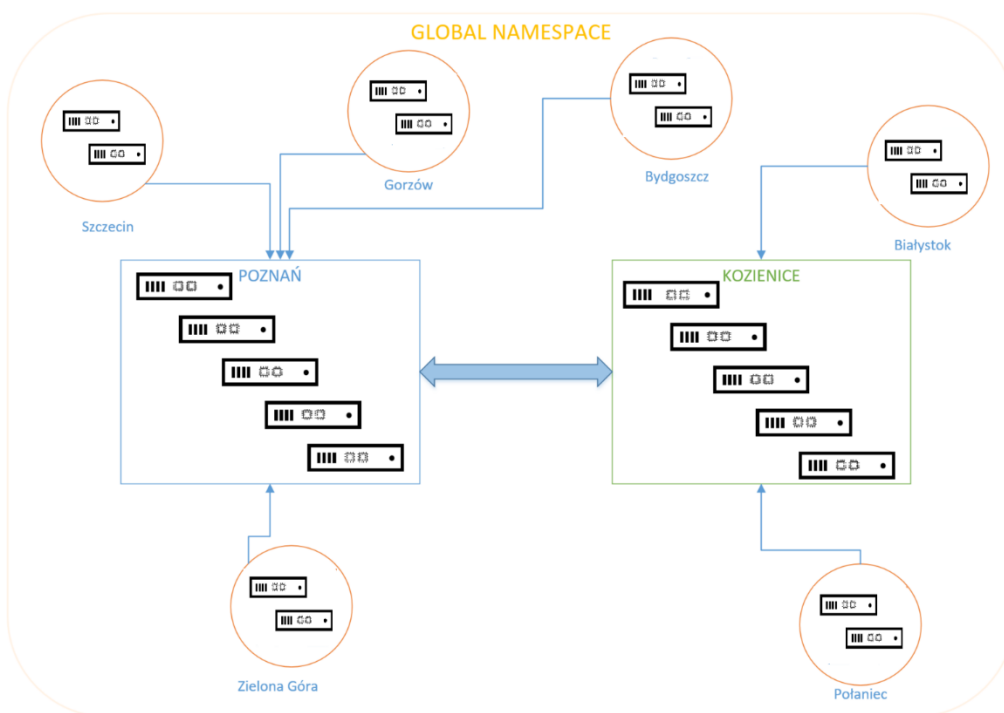 GLOBAL NAMESPACE
Szczecin
Gorzów
Bydgoszcz
Białystok
POZNAŃ
KOZIENICE
Zielona Góra
Połaniec